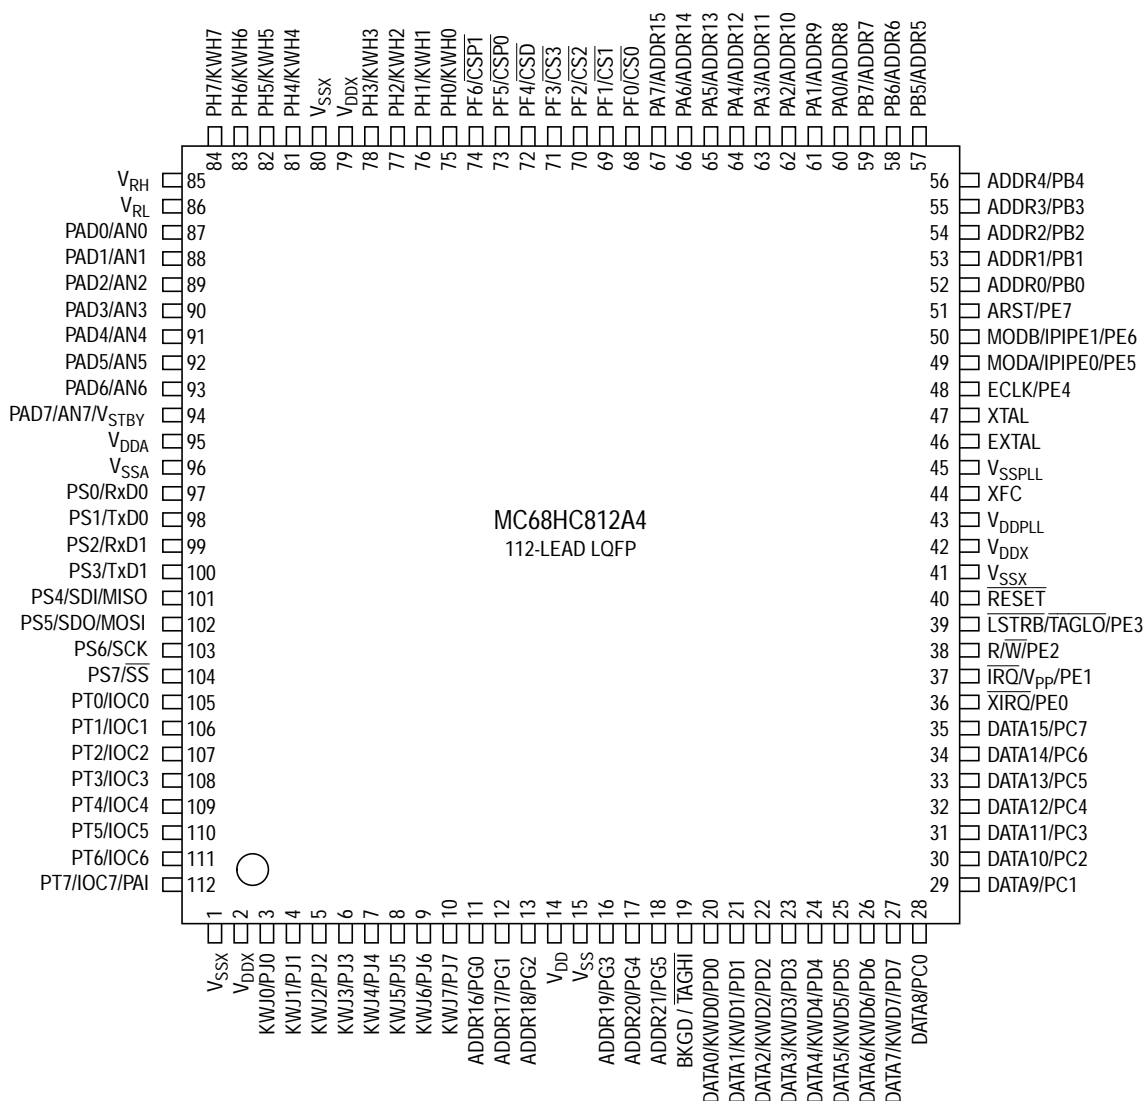 PH7/KWH7
PH6/KWH6
PH5/KWH5
PH4/KWH4
VSSX
VDDX
PH3/KWH3
PH2/KWH2
PH1/KWH1
PH0/KWH0
PF6/CSP1
PF5/CSP0
PF4/CSD
PF3/CS3
PF2/CS2
PF1/CS1
PF0/CS0
PA7/ADDR15
PA6/ADDR14
PA5/ADDR13
PA4/ADDR12
PA3/ADDR11
PA2/ADDR10
PA1/ADDR9
PA0/ADDR8
PB7/ADDR7
PB6/ADDR6
PB5/ADDR5
84 83 82 81 80 79 78 77 76 75 74 73 72 71 70 69 68 67 66 65 64 63 62 61 60 59 58 57
VRH 85
VRL 86
PAD0/AN0 87
PAD1/AN1 88
PAD2/AN2 89
PAD3/AN3 90
PAD4/AN4 91
PAD5/AN5 92
PAD6/AN6 93
PAD7/AN7/VSTBY 94
VDDA 95
VSSA 96
PS0/RxD0 97
PS1/TxD0 98
PS2/RxD1 99
PS3/TxD1 100
PS4/SDI/MISO 101
PS5/SDO/MOSI 102
PS6/SCK 103
PS7/SS 104
PT0/IOC0 105
PT1/IOC1 106
PT2/IOC2 107
PT3/IOC3 108
PT4/IOC4 109
PT5/IOC5 110
PT6/IOC6 111
PT7/IOC7/PAI 112
MC68HC812A4
112-LEAD LQFP
56 ADDR4/PB4
55 ADDR3/PB3
54 ADDR2/PB2
53 ADDR1/PB1
52 ADDR0/PB0
51 ARST/PE7
50 MODB/IPIPE1/PE6
49 MODA/IPIPE0/PE5
48 ECLK/PE4
47 XTAL
46 EXTAL
45 VSSPLL
44 XFC
43 VDDPLL
42 VDDX
41 VSSX
40 RESET
39 LSTRB/TAGLO/PE3
38 R/W/PE2
37 IRQ/VPP/PE1
36 XIRQ/PE0
35 DATA15/PC7
34 DATA14/PC6
33 DATA13/PC5
32 DATA12/PC4
31 DATA11/PC3
30 DATA10/PC2
29 DATA9/PC1
1 2 3 4 5 6 7 8 9 10 11 12 13 14 15 16 17 18 19 20 21 22 23 24 25 26 27 28
VSSX
VDDX
KWJ0/PJ0
KWJ1/PJ1
KWJ2/PJ2
KWJ3/PJ3
KWJ4/PJ4
KWJ5/PJ5
KWJ6/PJ6
KWJ7/PJ7
ADDR16/PG0
ADDR17/PG1
ADDR18/PG2
VDD
VSS
ADDR19/PG3
ADDR20/PG4
ADDR21/PG5
BKGD / TAGHI
DATA0/KWD0/PD0
DATA1/KWD1/PD1
DATA2/KWD2/PD2
DATA3/KWD3/PD3
DATA4/KWD4/PD4
DATA5/KWD5/PD5
DATA6/KWD6/PD6
DATA7/KWD7/PD7
DATA8/PC0